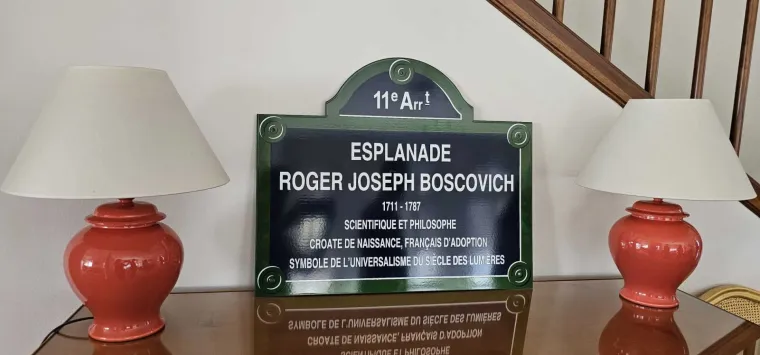 11e Arrt
ESPLANADE
ROGER JOSEPH BOSCOVICH
1711 - 1787
SCIENTIFIQUE ET PHILOSOPHE
CROATE DE NAISSANCE, FRANÇAIS D'ADOPTION
SYMBOLE DE L'UNIVERSALISME DU SIÈCLE DES LUMIÈRES